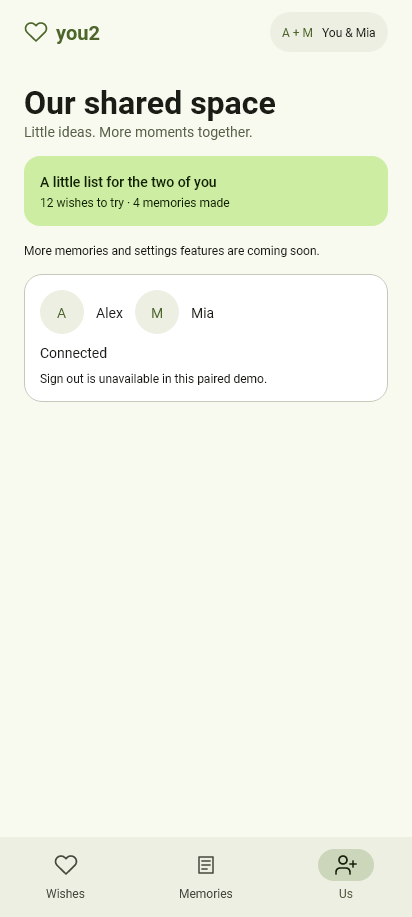 you2
A + M You & Mia
Our shared space
Little ideas. More moments together.
A little list for the two of you
12 wishes to try · 4 memories made
More memories and settings features are coming soon.
A Alex M Mia
Connected
Sign out is unavailable in this paired demo.
Wishes Memories Us